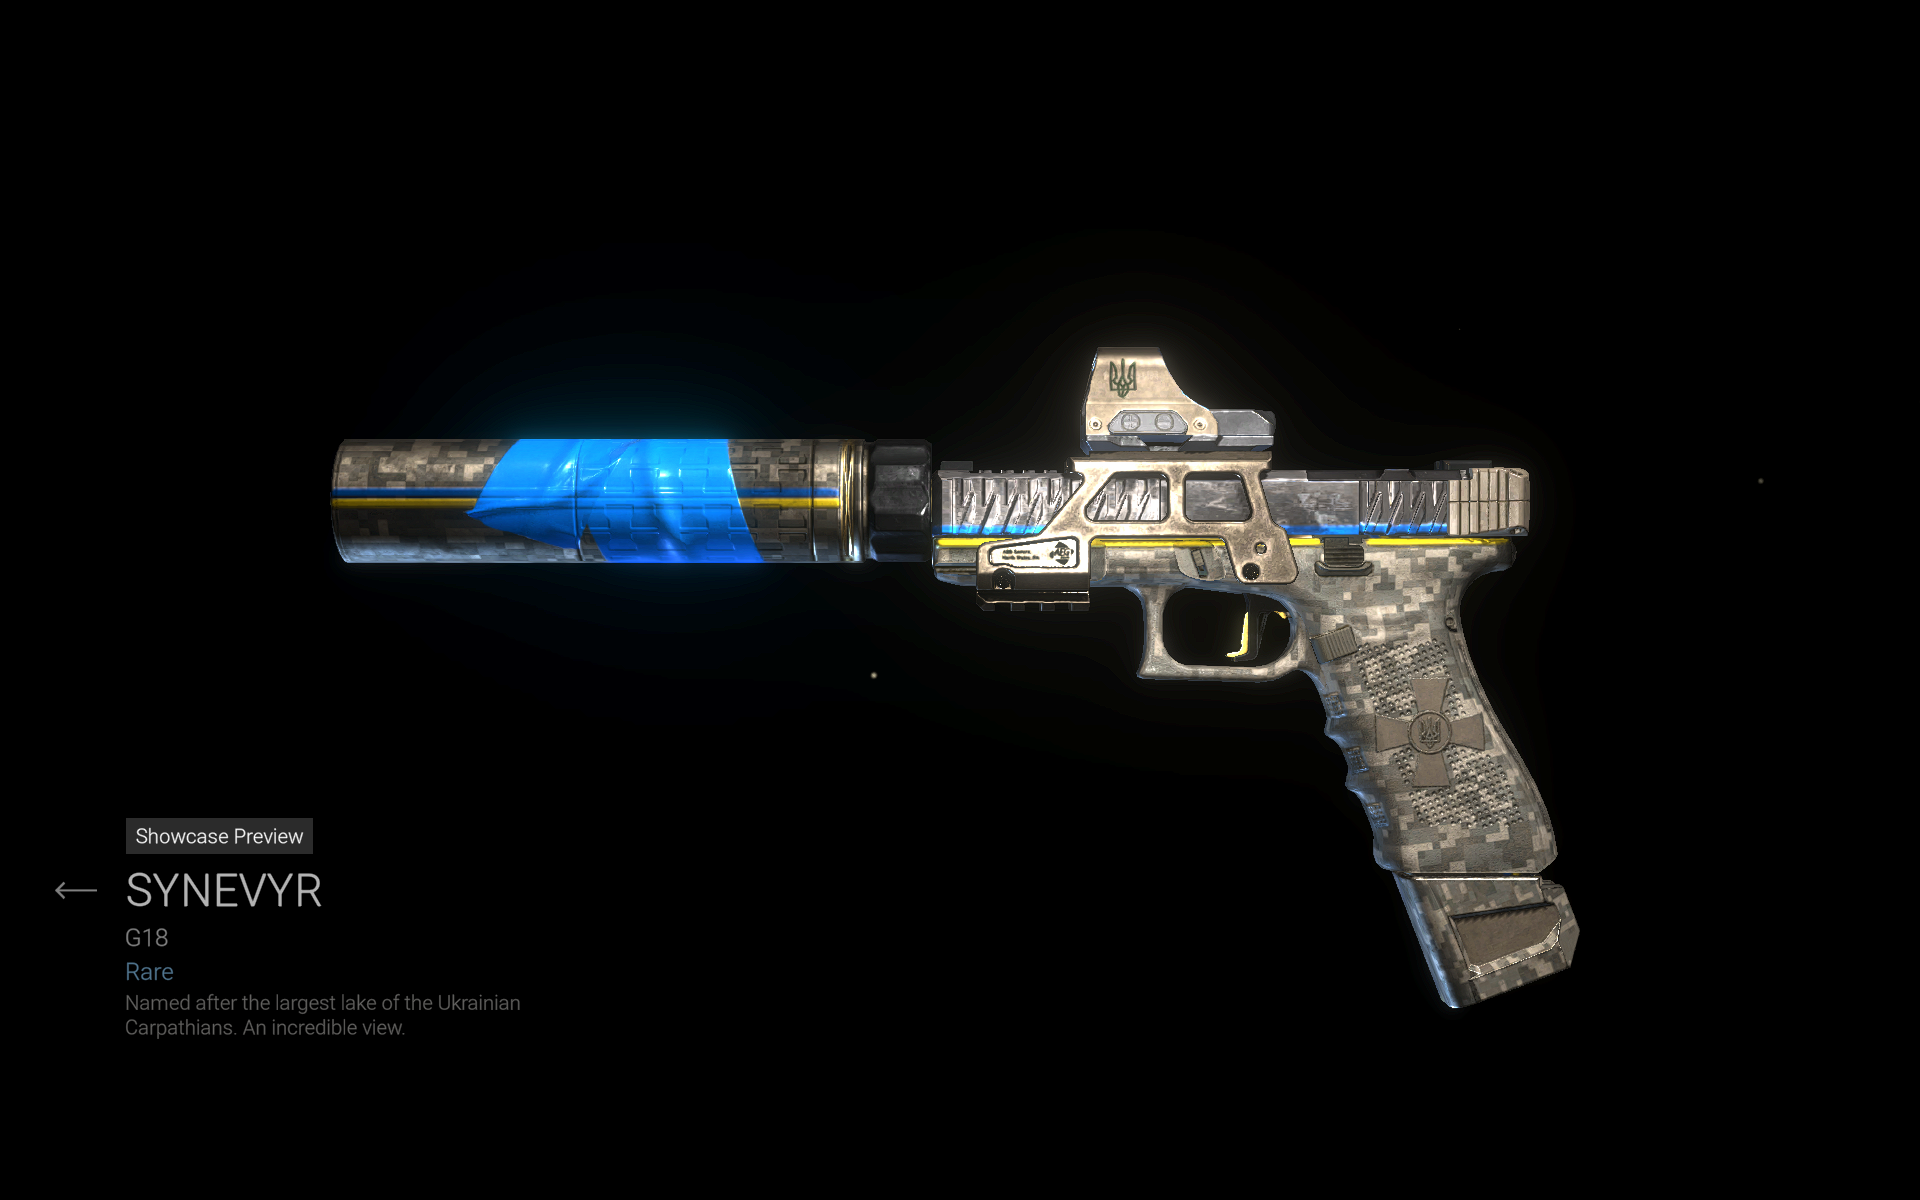 Showcase Preview
SYNEVYR
G18
Rare
Named after the largest lake of the Ukrainian
Carpathians. An incredible view.